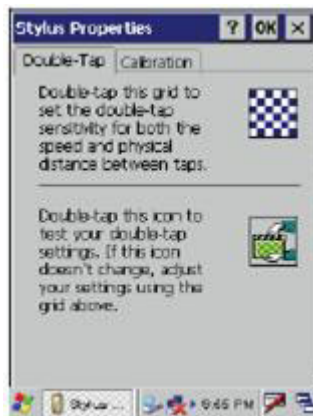 Stylus Properties ? OK ×
Double-Tap Calibration
Double-tap this grid to
set the double-tap
sensitivity for both the
speed and physical
distance between taps.
Double-tap this icon to
test your double-tap
settings. If this icon
doesn't change, adjust
your settings using the
grid above.
Stylus ... 9:45 PM